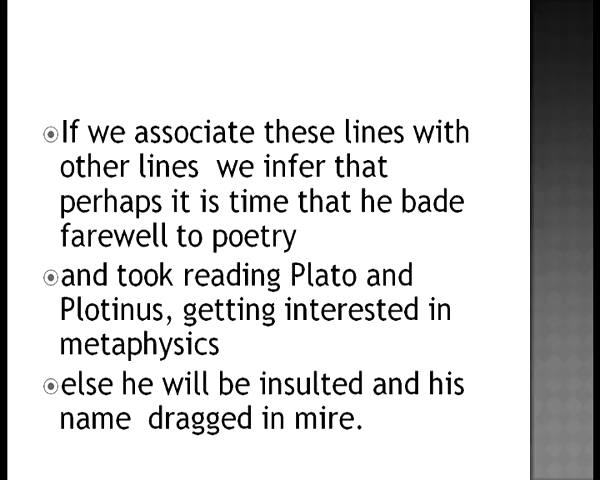 If we associate these lines with
other lines we infer that
perhaps it is time that he bade
farewell to poetry
and took reading Plato and
Plotinus, getting interested in
metaphysics
else he will be insulted and his
name dragged in mire.